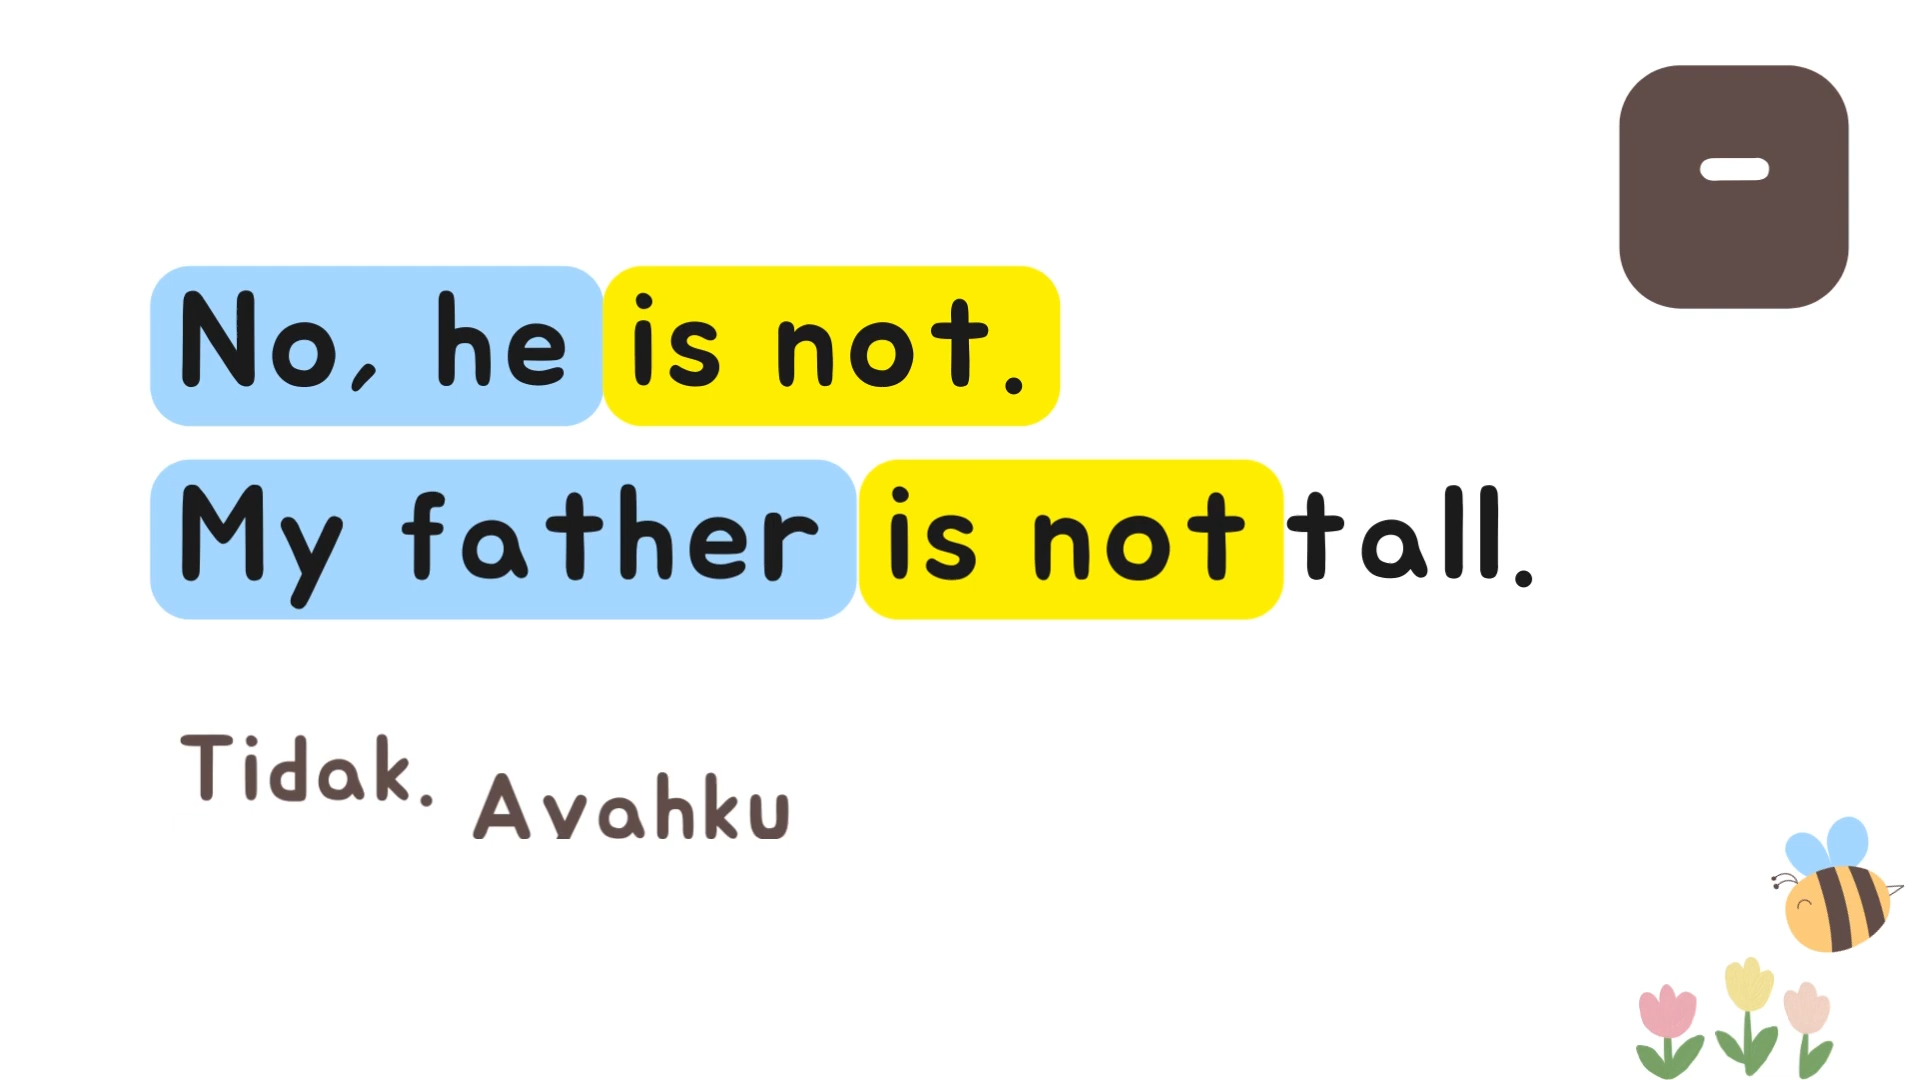 -
No, he is not.
My father is not tall.
Tidak. Ayahku